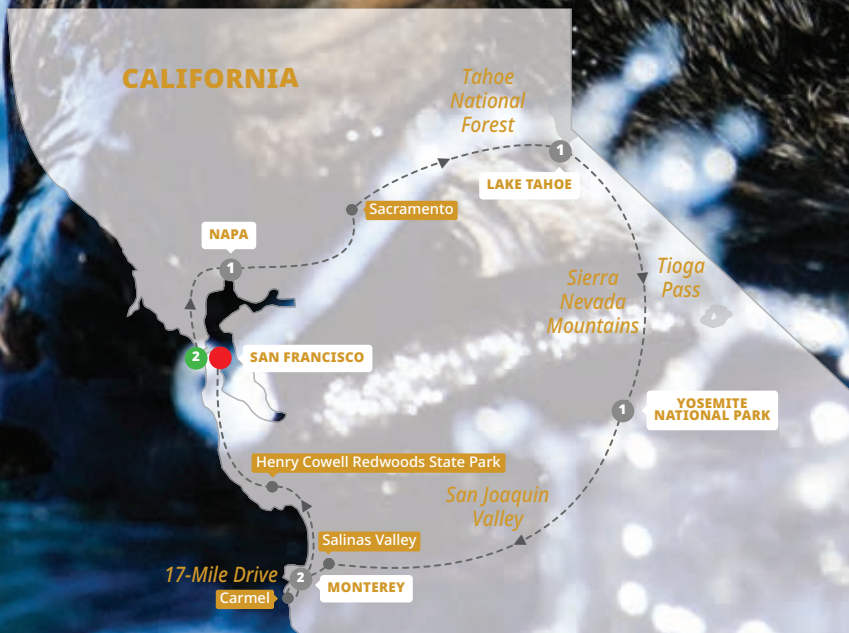 CALIFORNIA
Tahoe
National
Forest
1
LAKE TAHOE
Sacramento
NAPA
1
Sierra
Nevada
Mountains
Tioga
Pass
2
SAN FRANCISCO
1
YOSEMITE
NATIONAL PARK
Henry Cowell Redwoods State Park
San Joaquin
Valley
Salinas Valley
17-Mile Drive
2
MONTEREY
Carmel